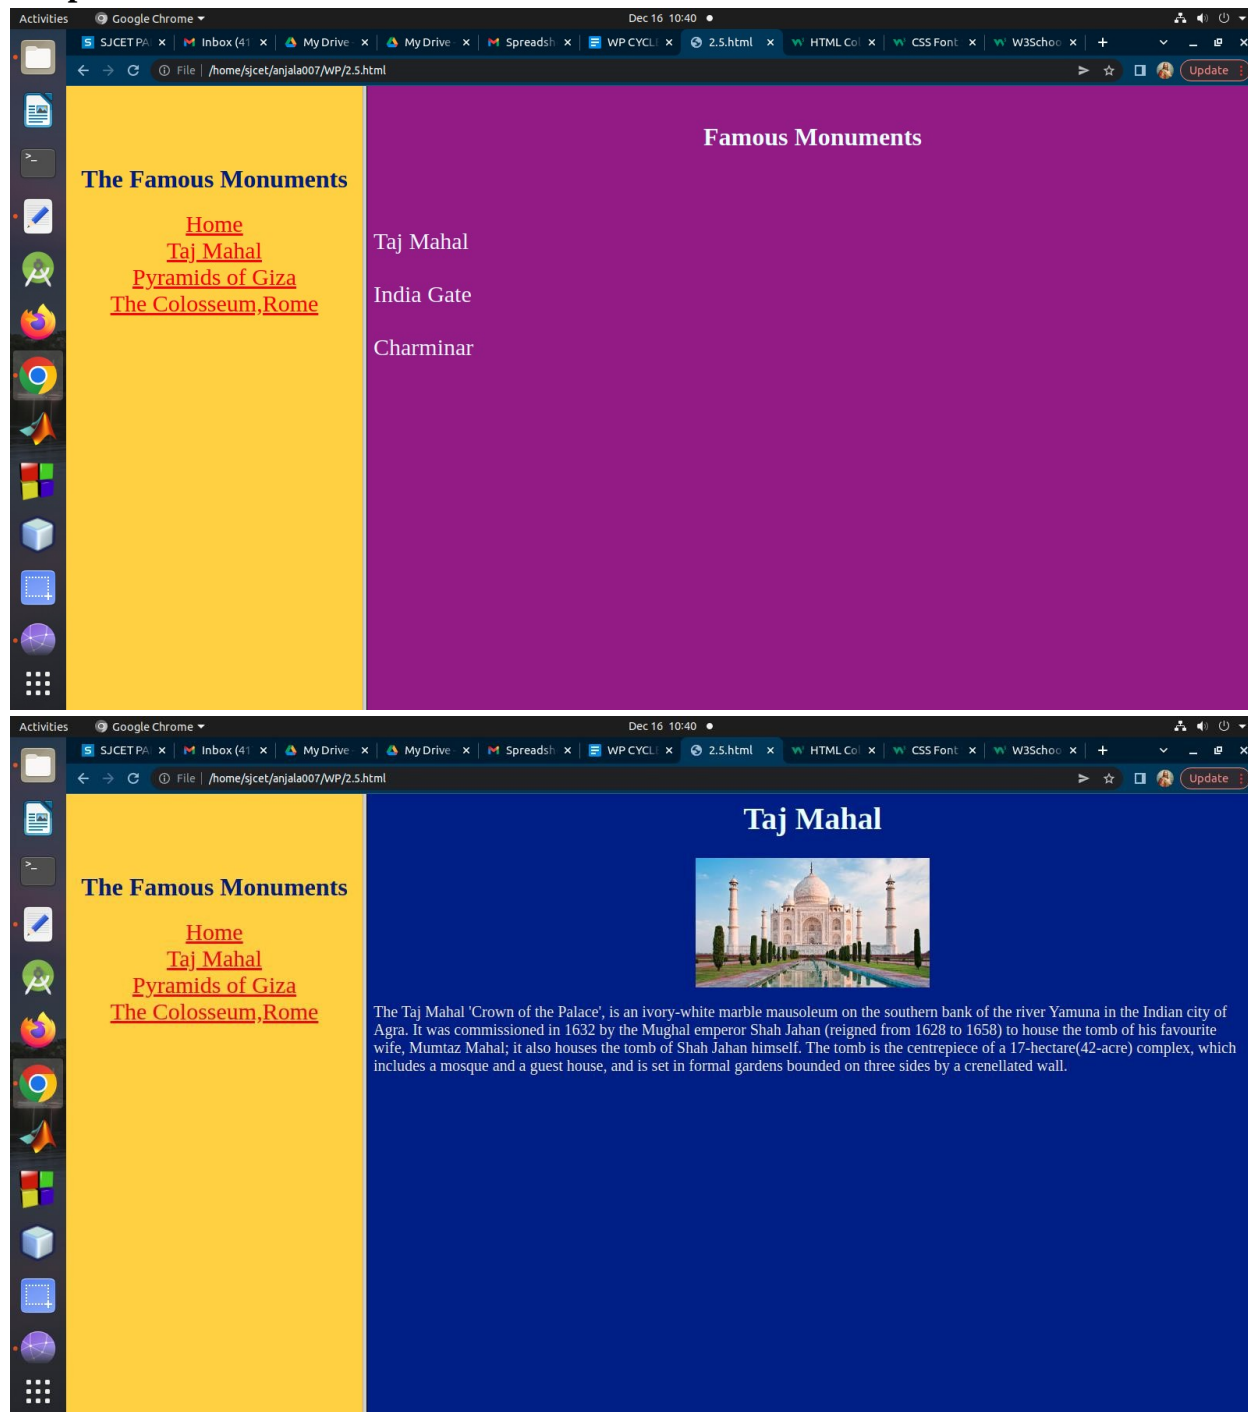 Activities Google Chrome Dec 16 10:40
SJCET PA Inbox (41 My Drive - My Drive - Spreadsh WP CYCL 2.5.html HTML Col CSS Font W3Schoo
File /home/sjcet/anjala007/WP/2.5.html Update
The Famous Monuments
Home
Taj Mahal
Pyramids of Giza
The Colosseum,Rome
Famous Monuments
Taj Mahal
India Gate
Charminar
Activities Google Chrome Dec 16 10:40
SJCET PA Inbox (41 My Drive - My Drive - Spreadsh WP CYCL 2.5.html HTML Col CSS Font W3Schoo
File /home/sjcet/anjala007/WP/2.5.html Update
The Famous Monuments
Home
Taj Mahal
Pyramids of Giza
The Colosseum,Rome
Taj Mahal
The Taj Mahal 'Crown of the Palace', is an ivory-white marble mausoleum on the southern bank of the river Yamuna in the Indian city of
Agra. It was commissioned in 1632 by the Mughal emperor Shah Jahan (reigned from 1628 to 1658) to house the tomb of his favourite
wife, Mumtaz Mahal; it also houses the tomb of Shah Jahan himself. The tomb is the centrepiece of a 17-hectare(42-acre) complex, which
includes a mosque and a guest house, and is set in formal gardens bounded on three sides by a crenellated wall.